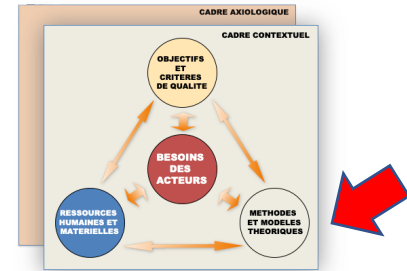 CADRE AXIOLOGIQUE
CADRE CONTEXTUEL
OBJECTIFS
ET
CRITERES
DE QUALITE
BESOINS
DES
ACTEURS
RESSOURCES
HUMAINES ET
MATERIELLES
METHODES
ET MODELES
THEORIQUES